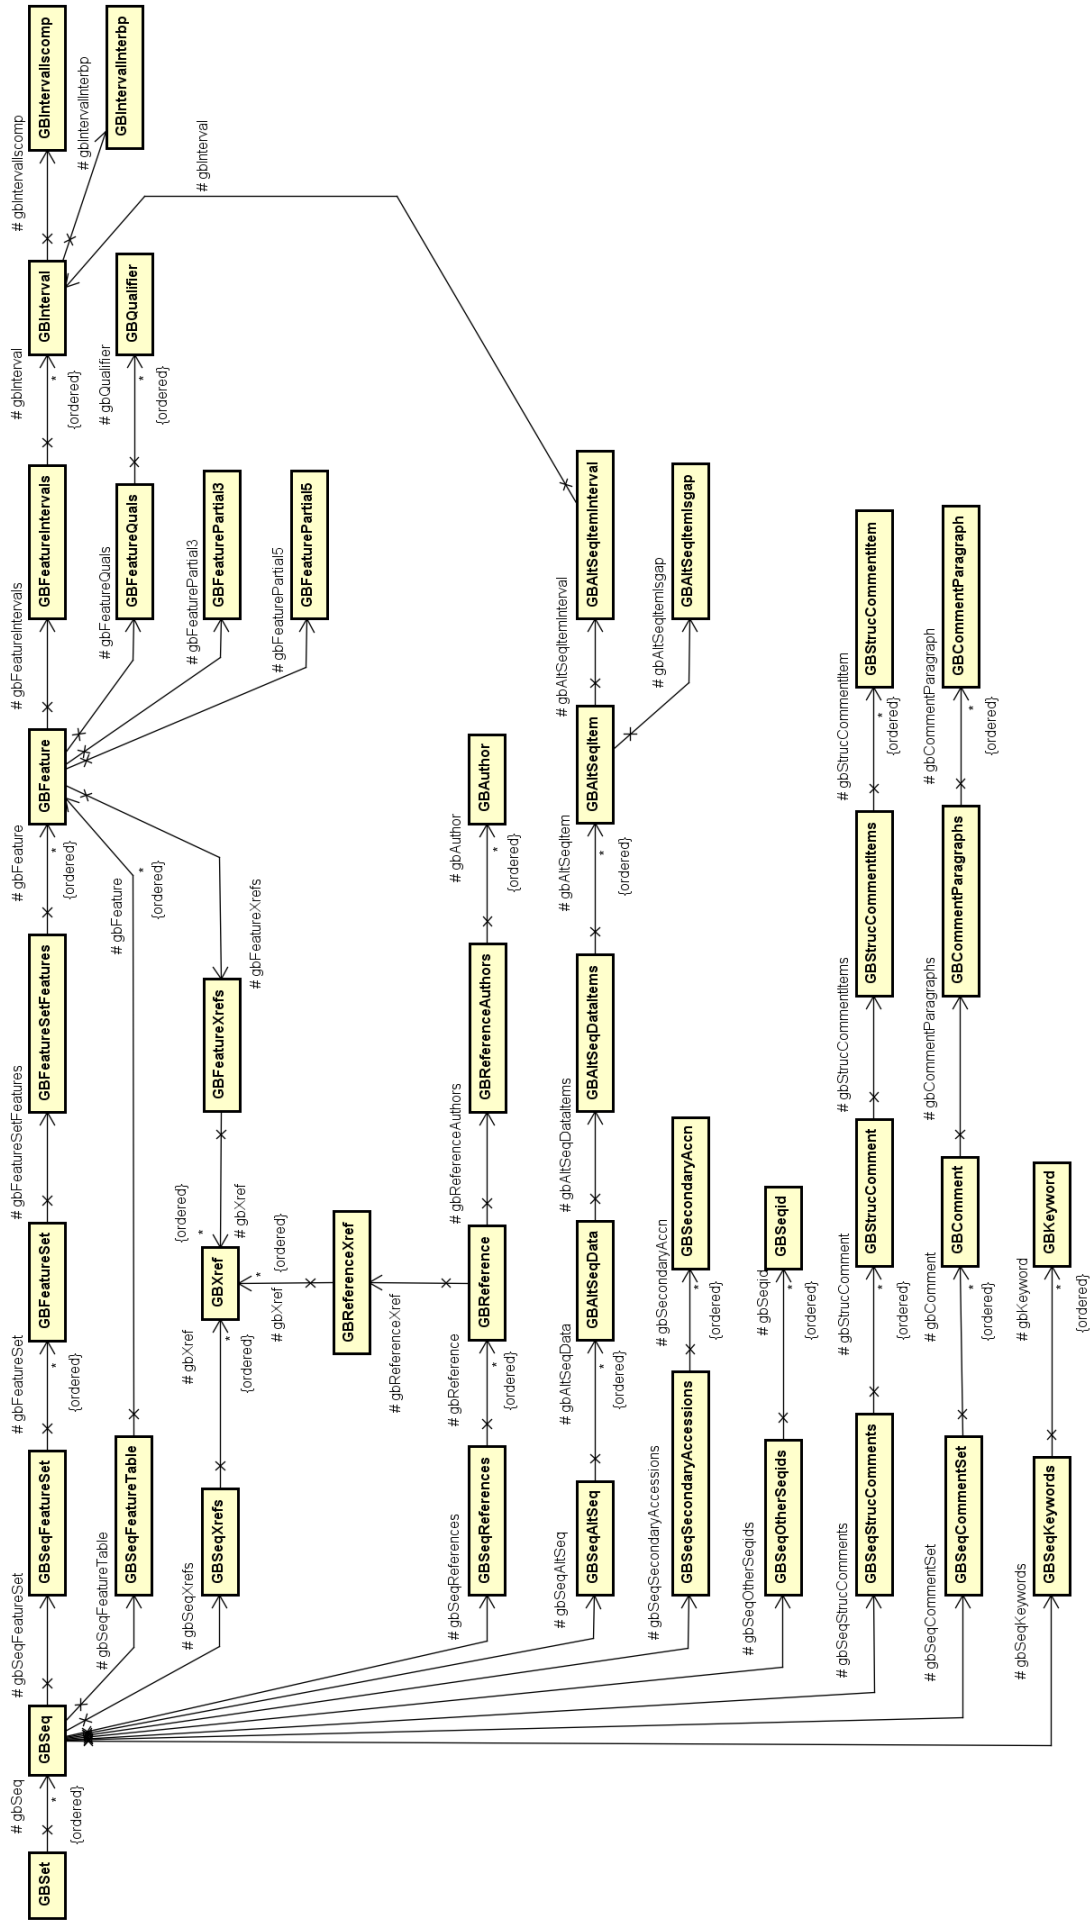 # gbSeq
GBSet
*
{ordered}
GBSeq
# gbSeqFeatureSet
GBSeqFeatureSet
# gbFeatureSet
*
{ordered}
GBFeatureSet
# gbFeatureSetFeatures
GBFeatureSetFeatures
# gbFeature
*
{ordered}
GBFeature
# gbFeatureIntervals
GBFeatureIntervals
# gbInterval
*
{ordered}
GBInterval
# gbIntervalIscomp
GBIntervalIscomp
# gbIntervalInterbp
GBIntervalInterbp
# gbSeqFeatureTable
GBSeqFeatureTable
# gbFeature
*
{ordered}
# gbFeatureQuals
GBFeatureQuals
# gbQualifier
*
{ordered}
GBQualifier
# gbFeaturePartial3
GBFeaturePartial3
# gbFeaturePartial5
GBFeaturePartial5
# gbInterval
# gbSeqXrefs
GBSeqXrefs
# gbXref
*
{ordered}
GBXref
{ordered}
*
# gbXref
GBFeatureXrefs
# gbFeatureXrefs
# gbXref
*
{ordered}
GBReferenceXref
# gbReferenceXref
# gbSeqReferences
GBSeqReferences
# gbReference
*
{ordered}
GBReference
# gbReferenceAuthors
GBReferenceAuthors
# gbAuthor
*
{ordered}
GBAuthor
# gbSeqAltSeq
GBSeqAltSeq
# gbAltSeqData
*
{ordered}
GBAltSeqData
# gbAltSeqDataItems
GBAltSeqDataItems
# gbAltSeqItem
*
{ordered}
GBAltSeqItem
# gbAltSeqItemInterval
GBAltSeqItemInterval
# gbAltSeqItemIsgap
GBAltSeqItemIsgap
# gbSeqSecondaryAccessions
GBSeqSecondaryAccessions
# gbSecondaryAccn
*
{ordered}
GBSecondaryAccn
# gbSeqOtherSeqids
GBSeqOtherSeqids
# gbSeqid
*
{ordered}
GBSeqid
# gbSeqStrucComments
GBSeqStrucComments
# gbStrucComment
*
{ordered}
GBStrucComment
# gbStrucCommentItems
GBStrucCommentItems
# gbStrucCommentItem
*
{ordered}
GBStrucCommentItem
# gbSeqCommentSet
GBSeqCommentSet
# gbComment
*
{ordered}
GBComment
# gbCommentParagraphs
GBCommentParagraphs
# gbCommentParagraph
*
{ordered}
GBCommentParagraph
# gbSeqKeywords
GBSeqKeywords
# gbKeyword
*
{ordered}
GBKeyword